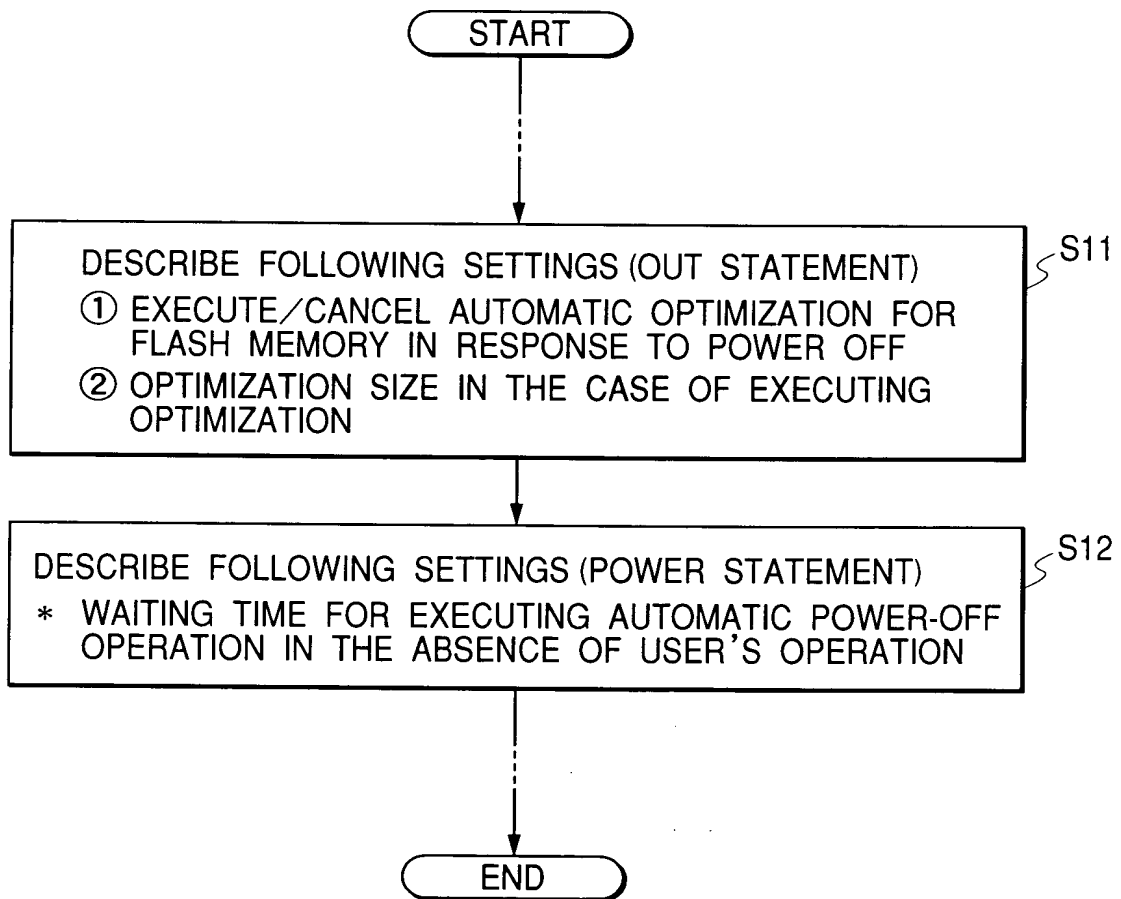 START
DESCRIBE FOLLOWING SETTINGS (OUT STATEMENT)
① EXECUTE/CANCEL AUTOMATIC OPTIMIZATION FOR
FLASH MEMORY IN RESPONSE TO POWER OFF
② OPTIMIZATION SIZE IN THE CASE OF EXECUTING
OPTIMIZATION
S11
DESCRIBE FOLLOWING SETTINGS (POWER STATEMENT)
* WAITING TIME FOR EXECUTING AUTOMATIC POWER-OFF
OPERATION IN THE ABSENCE OF USER'S OPERATION
S12
END